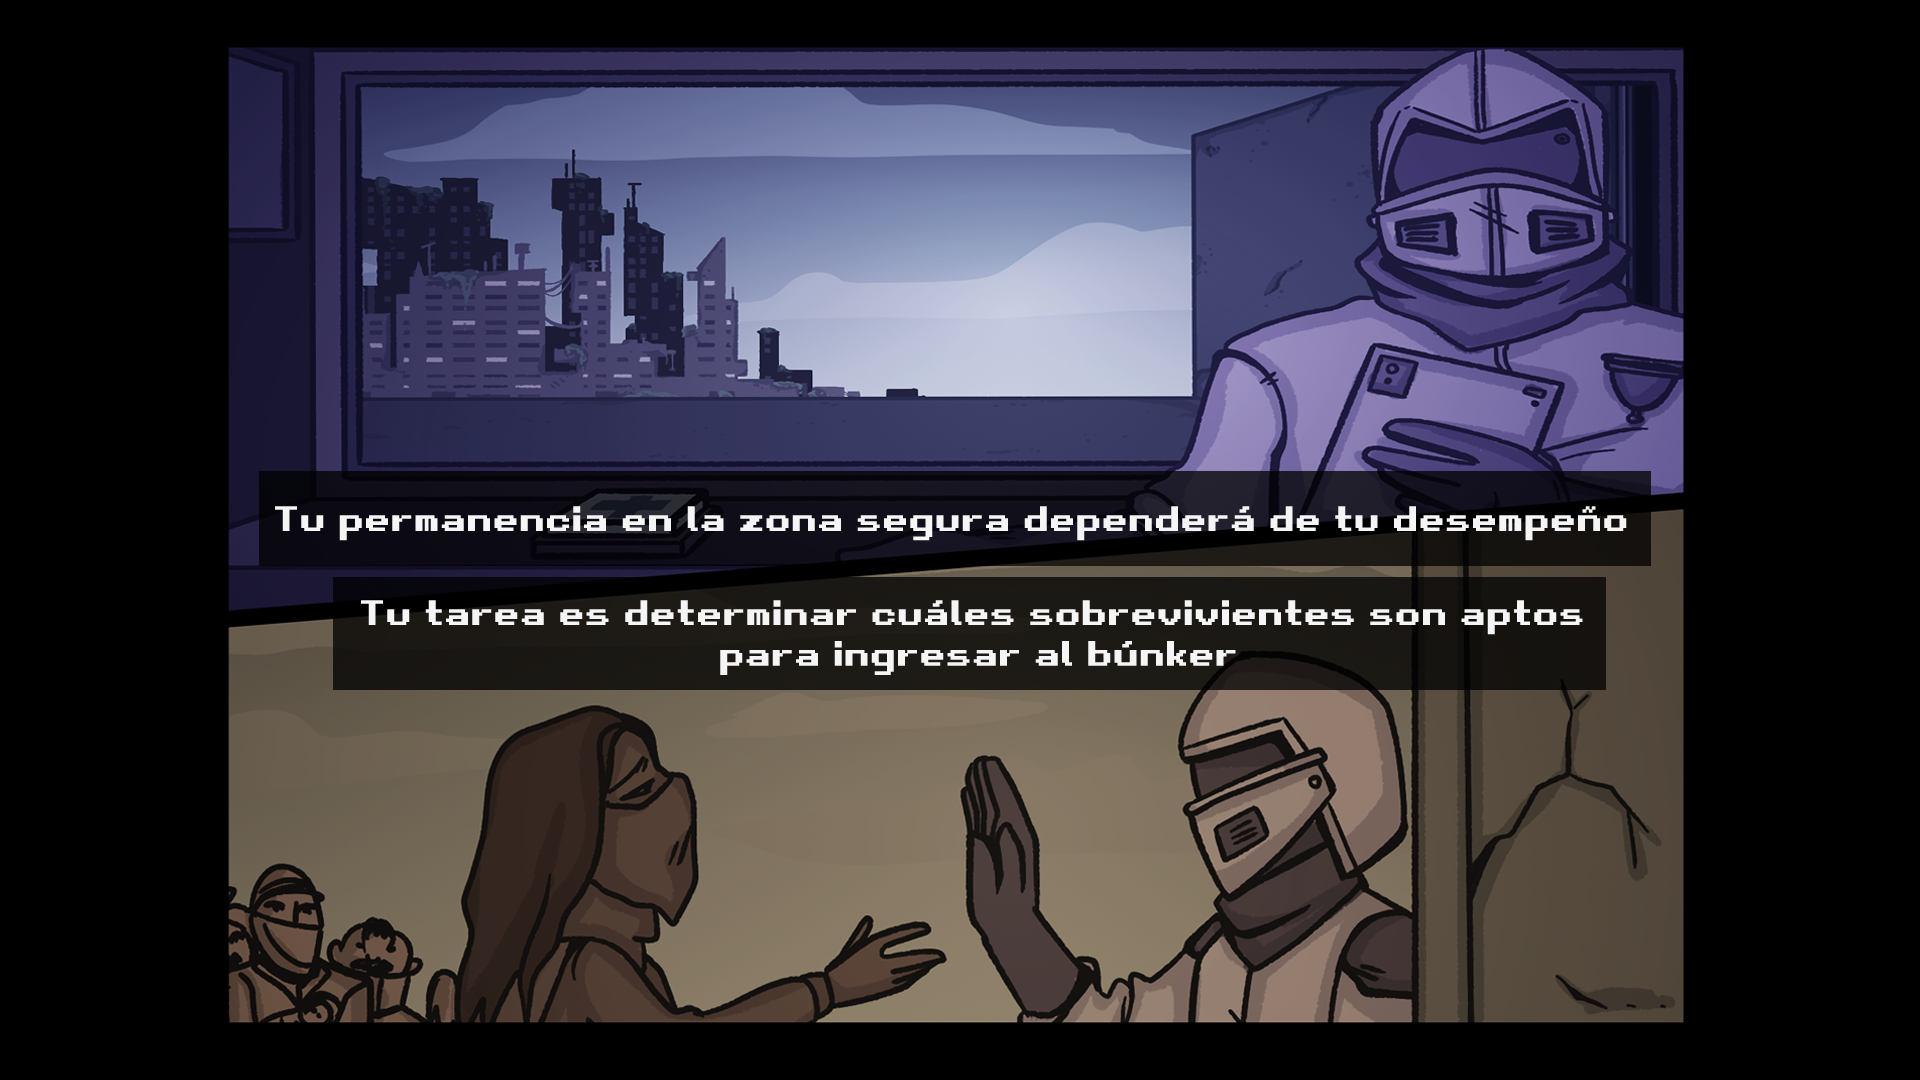 Tu permanencia en la zona segura dependerá de tu desempeño
Tu tarea es determinar cuáles sobrevivientes son aptos
para ingresar al búnker